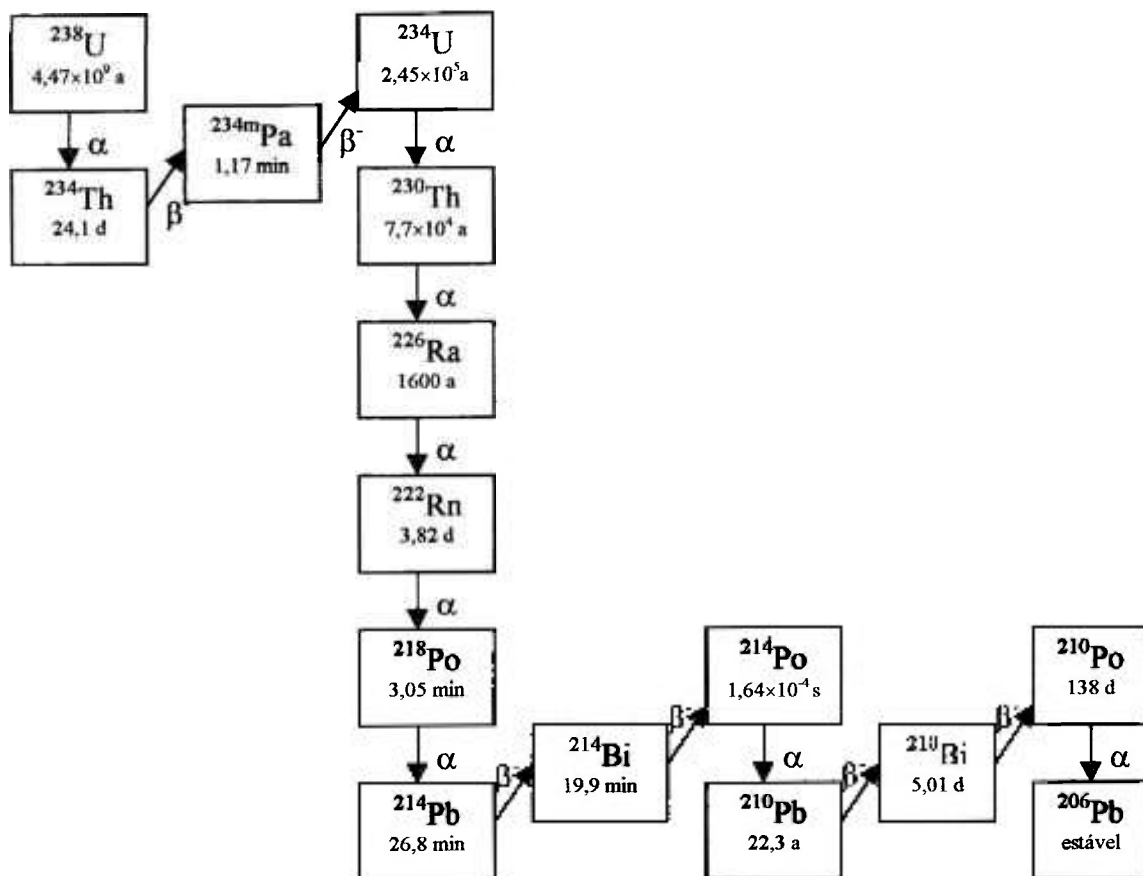 ²³⁸U
4,47×10⁹ a
α
²³⁴Th
24,1 d
β
²³⁴ᵐPa
1,17 min
β⁻
²³⁴U
2,45×10⁵a
α
²³⁰Th
7,7×10⁴ a
α
²²⁶Ra
1600 a
α
²²²Rn
3,82 d
α
²¹⁸Po
3,05 min
α
²¹⁴Pb
26,8 min
β⁻
²¹⁴Bi
19,9 min
β⁻
²¹⁴Po
1,64×10⁻⁴ s
α
²¹⁰Pb
22,3 a
β⁻
²¹⁰Bi
5,01 d
β⁻
²¹⁰Po
138 d
α
²⁰⁶Pb
estável